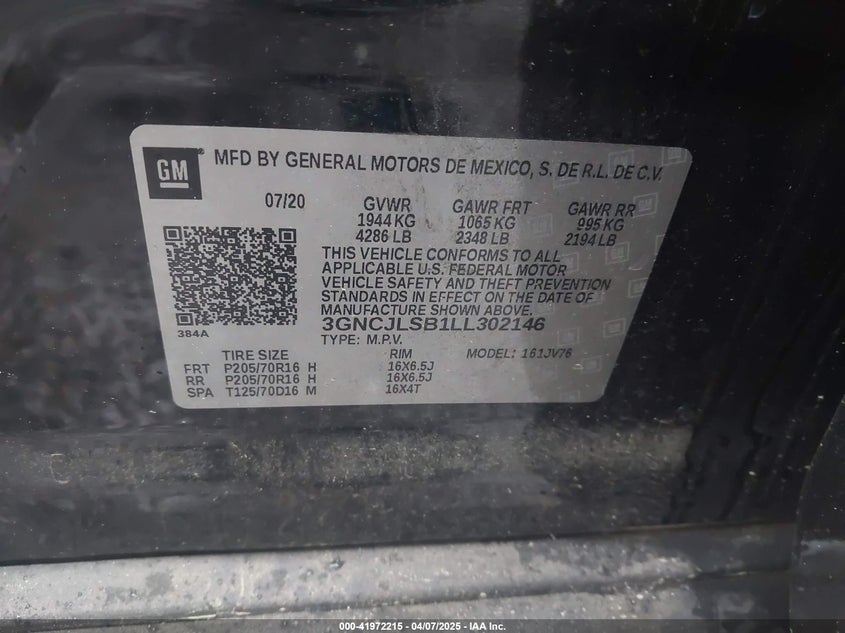 GM
MFD BY GENERAL MOTORS DE MEXICO, S. DE R.L. DE C.V.
07/20 GVWR GAWR FRT GAWR RR
1944 KG 1065 KG 995 KG
4286 LB 2348 LB 2194 LB
THIS VEHICLE CONFORMS TO ALL
APPLICABLE U.S. FEDERAL MOTOR
VEHICLE SAFETY AND THEFT PREVENTION
STANDARDS IN EFFECT ON THE DATE OF
MANUFACTURE SHOWN ABOVE.
3GNCJLSB1LL302146
384A
TYPE: M.P.V. MODEL: 161JV76
TIRE SIZE RIM
FRT P205/70R16 H 16X6.5J
RR P205/70R16 H 16X6.5J
SPA T125/70D16 M 16X4T
000-41972215 - 04/07/2025 - IAA Inc.